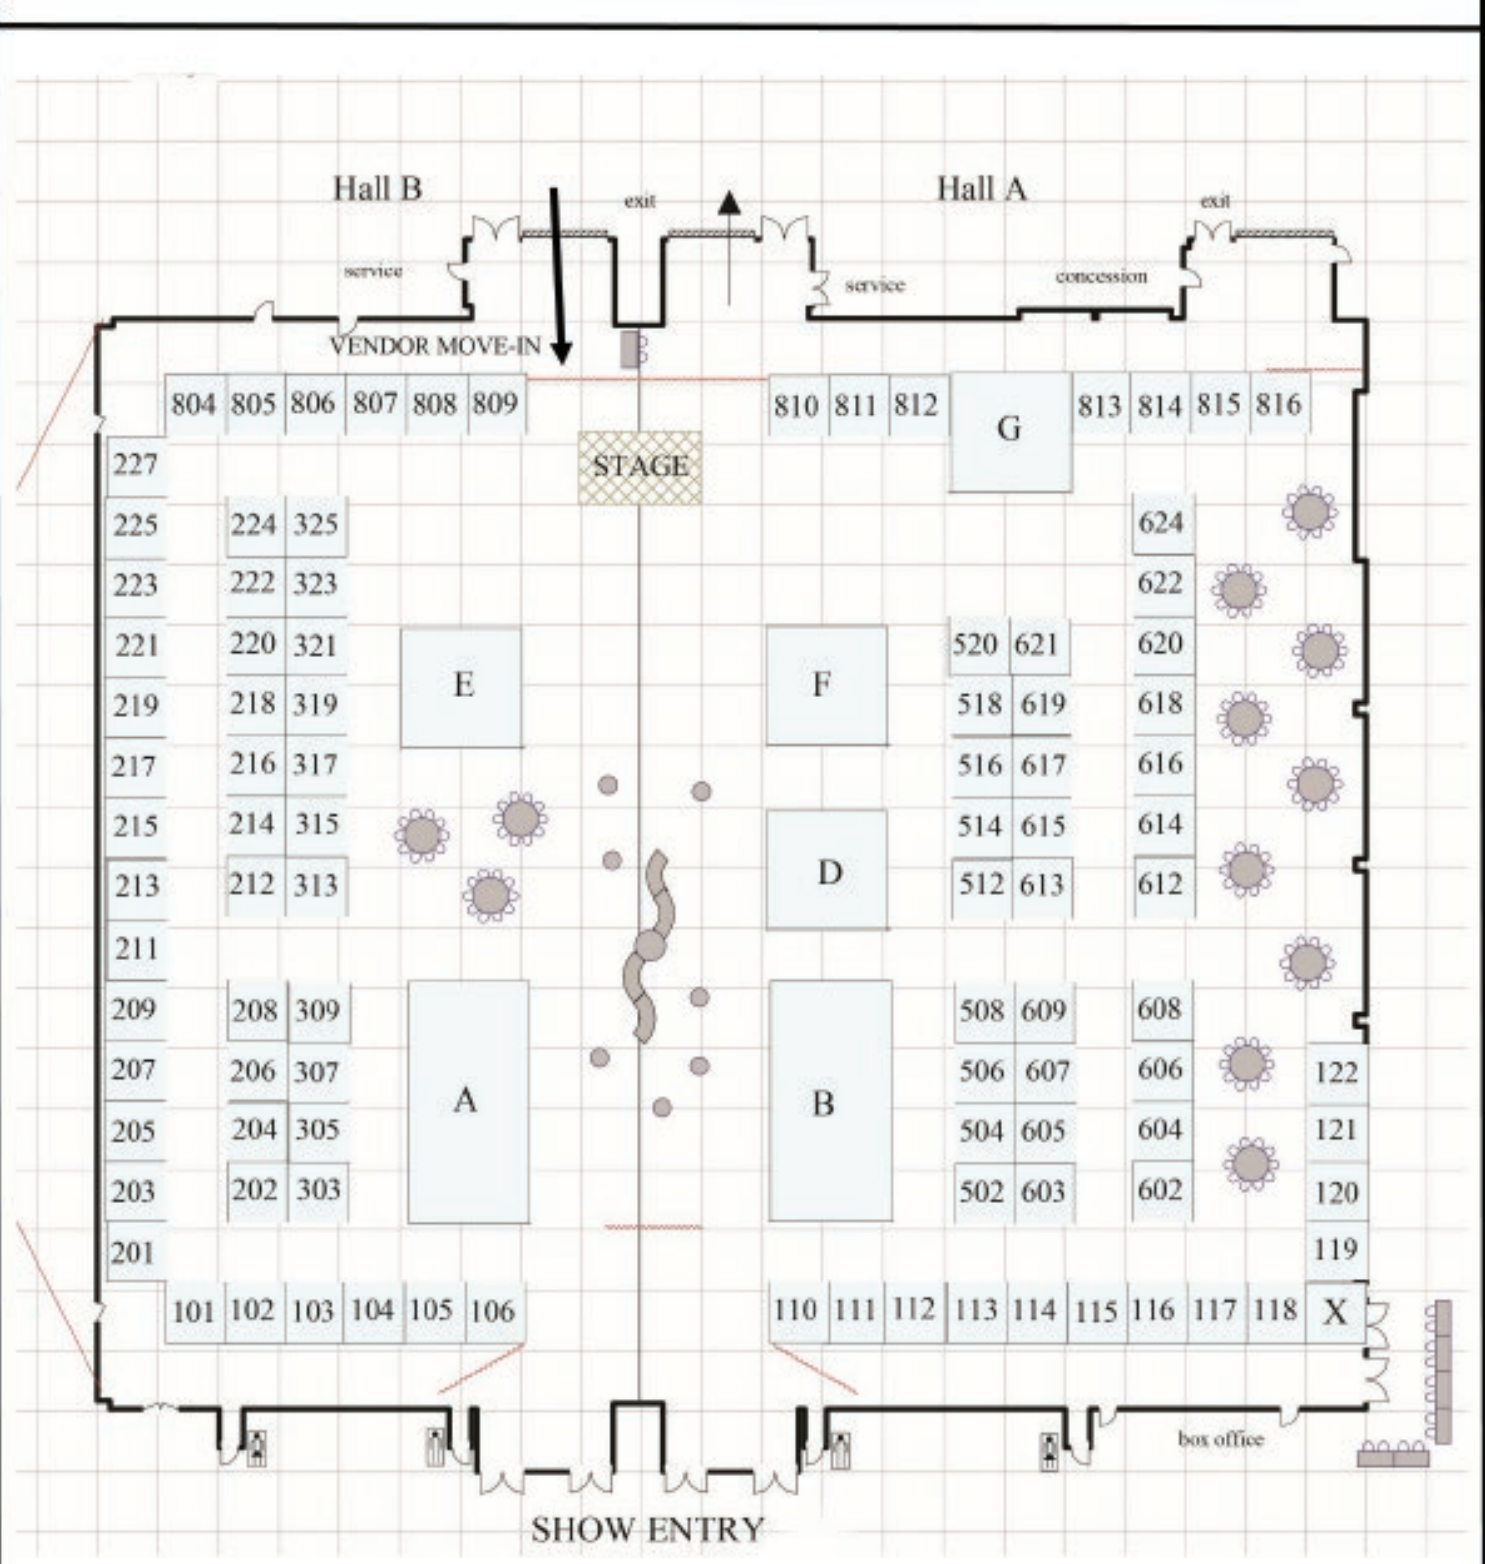 Hall B exit Hall A exit
service service concession
VENDOR MOVE-IN
804 805 806 807 808 809 810 811 812 G 813 814 815 816
227 STAGE
225 224 325 624
223 222 323 622
221 220 321 520 621 620
219 218 319 E F 518 619 618
217 216 317 516 617 616
215 214 315 514 615 614
213 212 313 D 512 613 612
211
209 208 309 508 609 608
207 206 307 506 607 606 122
205 204 305 A B 504 605 604 121
203 202 303 502 603 602 120
201 119
101 102 103 104 105 106 110 111 112 113 114 115 116 117 118 X
box office
SHOW ENTRY